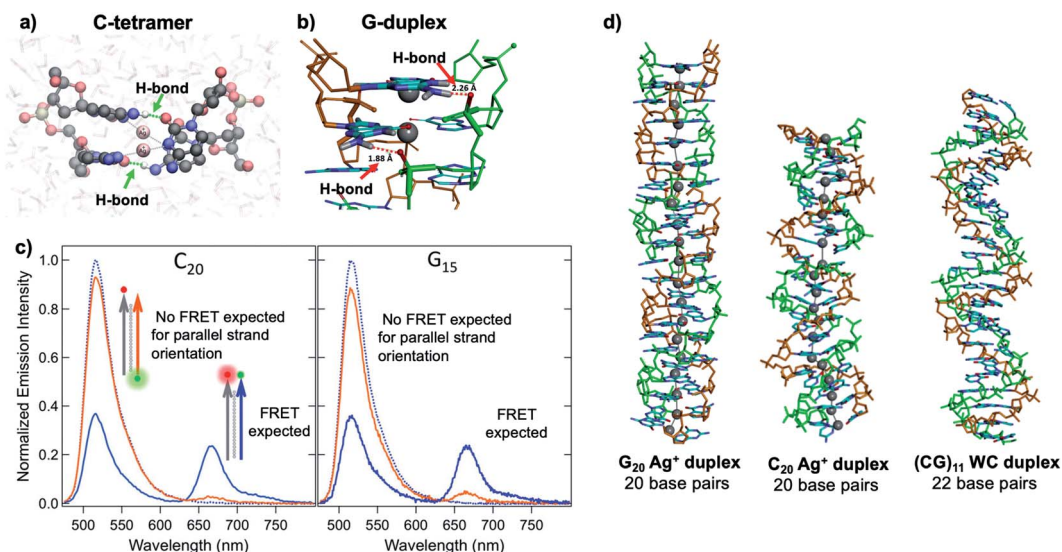 a)
C-tetramer
H-bond
H-bond
b)
G-duplex
H-bond
2.26 Å
1.88 Å
H-bond
c)
Normalized Emission Intensity
1.0
0.8
0.6
0.4
0.2
0.0
C20
No FRET expected
for parallel strand
orientation
FRET
expected
500 550 600 650 700 750
Wavelength (nm)
G15
No FRET expected
for parallel strand
orientation
FRET
expected
500 550 600 650 700 750
Wavelength (nm)
d)
G20 Ag+ duplex
20 base pairs
C20 Ag+ duplex
20 base pairs
(CG)11 WC duplex
22 base pairs